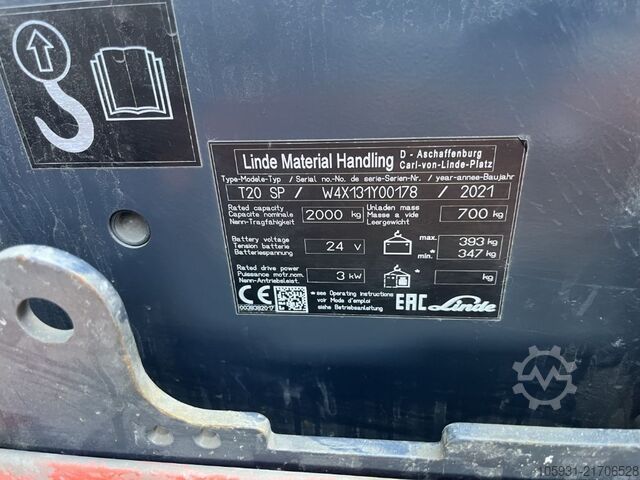 Linde Material Handling D - Aschaffenburg
Carl-von-Linde-Platz
Type-Modele-Typ / Serial no.-No. de serie-Serien-Nr. / year-annee-Baujahr
T20 SP / W4X131Y00178 / 2021
Rated capacity
Capacite nominale
Nenn-Tragfähigkeit
2000 kg
Unladen mass
Masse a vide
Leergewicht
700 kg
Battery voltage
Tension batterie
Batteriespannung
24 V
max. 393 kg
min. 347 kg
Rated drive power
Puissance motr.nom.
Nenn-Antriebsleist.
3 kW
kg
CE
0038382017
see Operating instructions
voir Mode d'emploi
siehe Betriebsanleitung
EAC Linde
105931-21706528